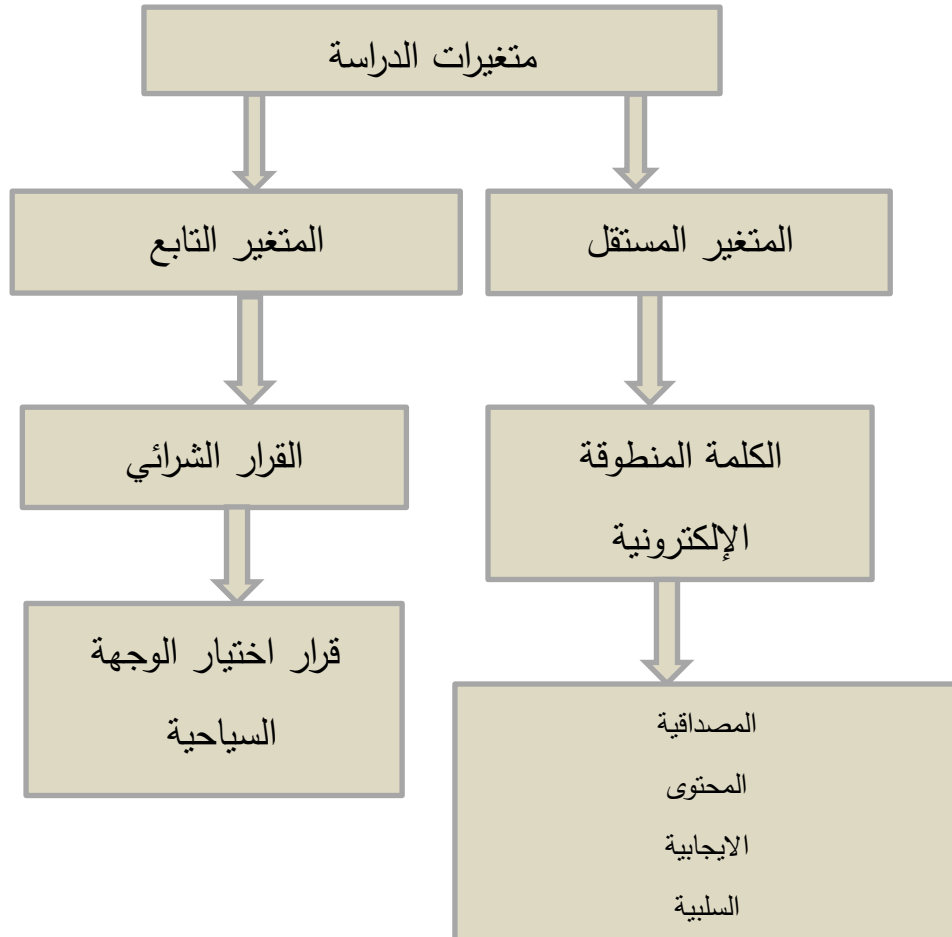 متغيرات الدراسة
المتغير المستقل
المتغير التابع
الكلمة المنطوقة
الإلكترونية
القرار الشرائي
قرار اختيار الوجهة
السياحية
المصداقية
المحتوى
الايجابية
السلبية